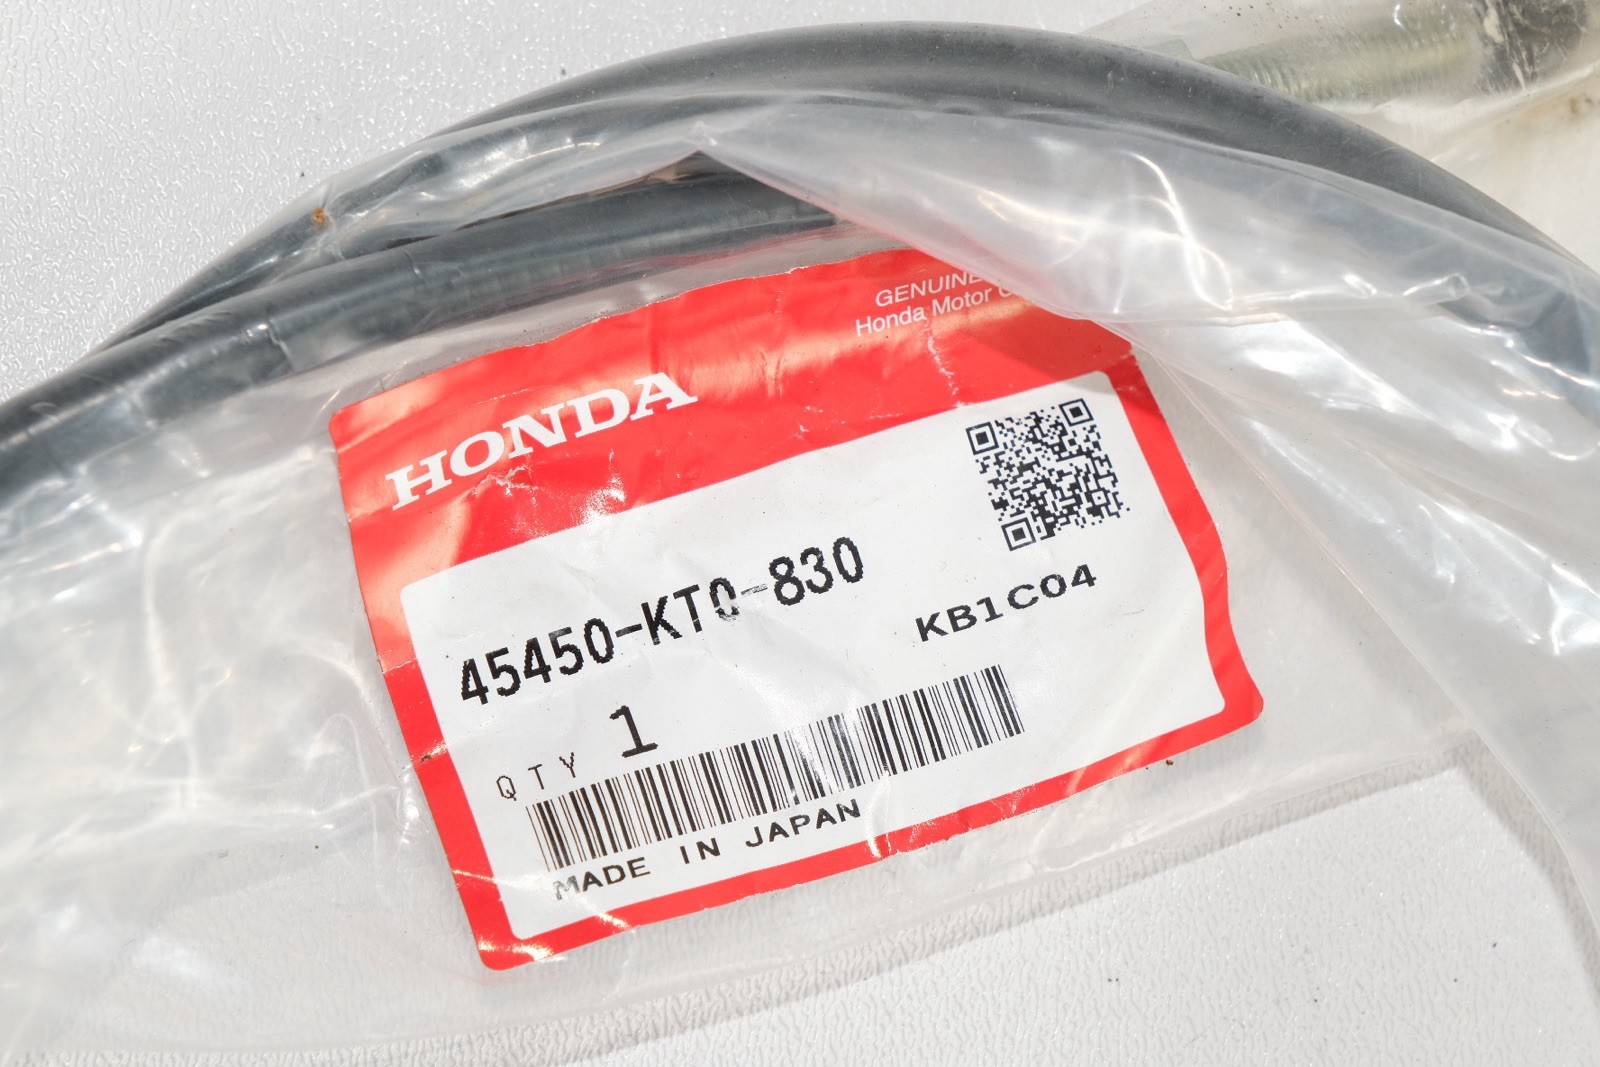 GENUINE
Honda Motor
HONDA
45450-KT0-830
KB1C04
QTY 1
MADE IN JAPAN